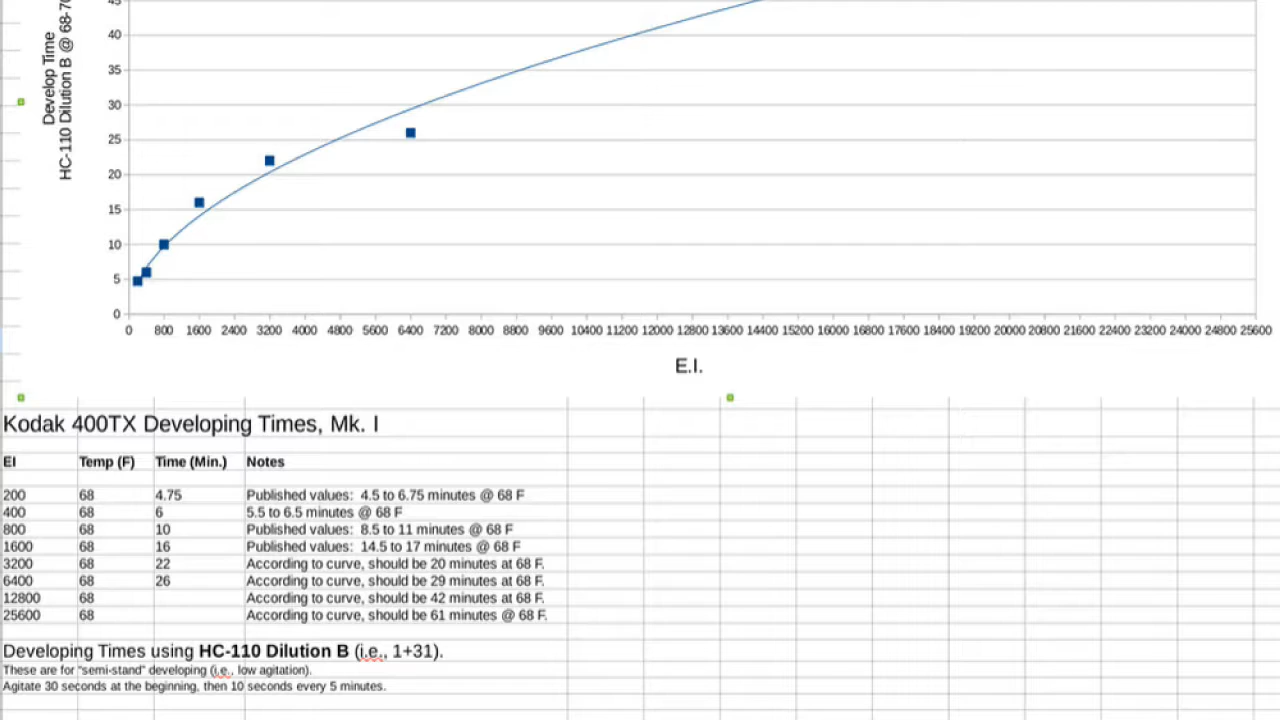 45
Develop Time
HC-110 Dilution B @ 68-70
40
35
30
25
20
15
10
5
0
0 800 1600 2400 3200 4000 4800 5600 6400 7200 8000 8800 9600 10400 11200 12000 12800 13600 14400 15200 16000 16800 17600 18400 19200 20000 20800 21600 22400 23200 24000 24800 25600
E.I.
Kodak 400TX Developing Times, Mk. I
EI Temp (F) Time (Min.) Notes
200 68 4.75 Published values: 4.5 to 6.75 minutes @ 68 F
400 68 6 5.5 to 6.5 minutes @ 68 F
800 68 10 Published values: 8.5 to 11 minutes @ 68 F
1600 68 16 Published values: 14.5 to 17 minutes @ 68 F
3200 68 22 According to curve, should be 20 minutes at 68 F.
6400 68 26 According to curve, should be 29 minutes at 68 F.
12800 68 According to curve, should be 42 minutes at 68 F.
25600 68 According to curve, should be 61 minutes @ 68 F.
Developing Times using HC-110 Dilution B (i.e., 1+31).
These are for "semi-stand" developing (i.e., low agitation).
Agitate 30 seconds at the beginning, then 10 seconds every 5 minutes.